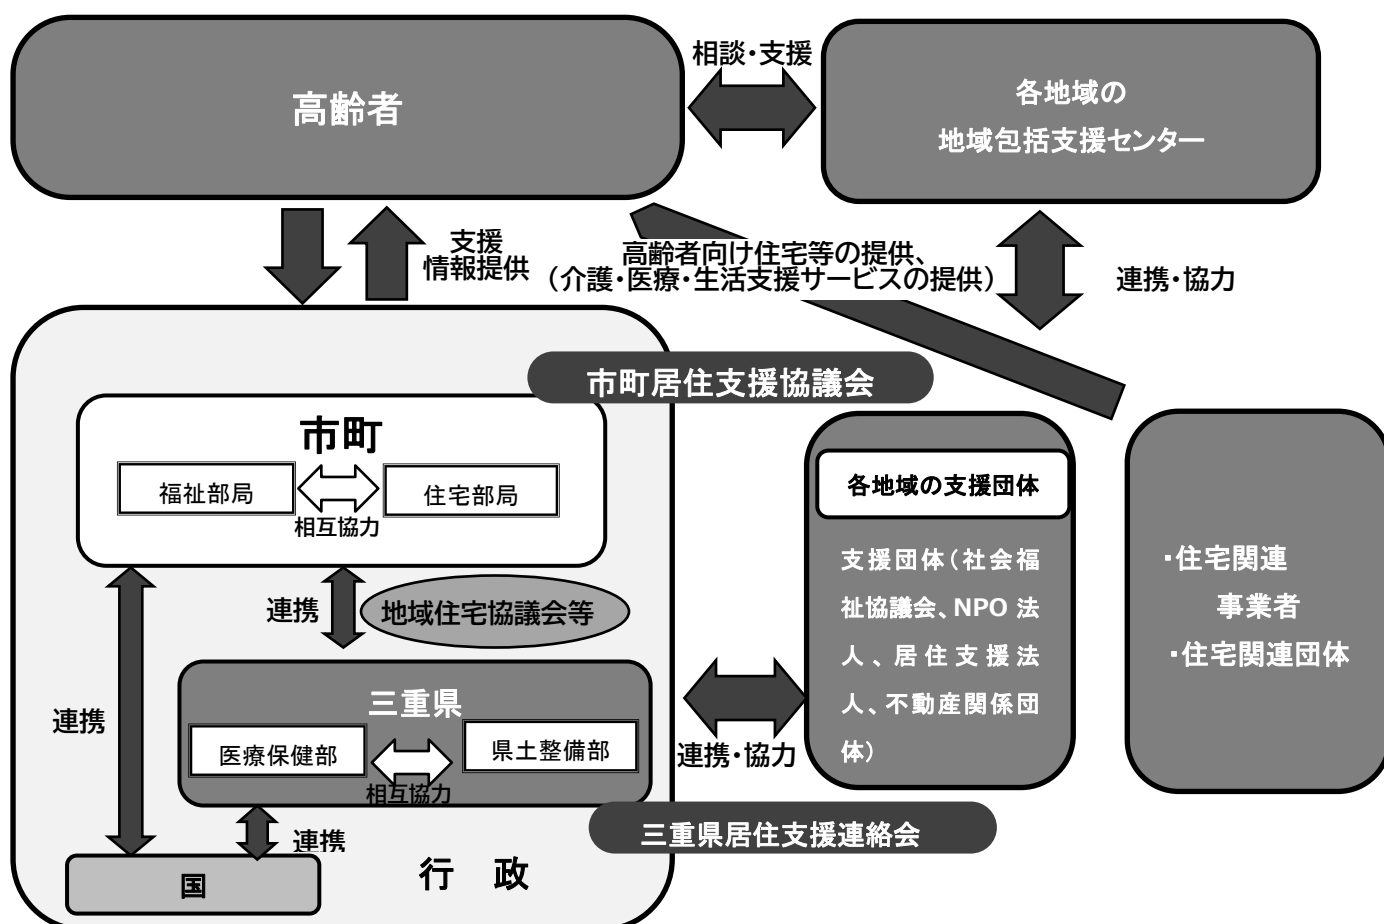 高齢者
相談・支援
各地域の
地域包括支援センター
支援
情報提供
高齢者向け住宅等の提供、
（介護・医療・生活支援サービスの提供）
連携・協力
市町居住支援協議会
市町
福祉部局
住宅部局
相互協力
連携
地域住宅協議会等
三重県
医療保健部
県土整備部
相互協力
連携
連携
国
行　政
連携・協力
三重県居住支援連絡会
各地域の支援団体
支援団体（社会福
祉協議会、NPO 法
人、居住支援法
人、不動産関係団
体）
・住宅関連
事業者
・住宅関連団体